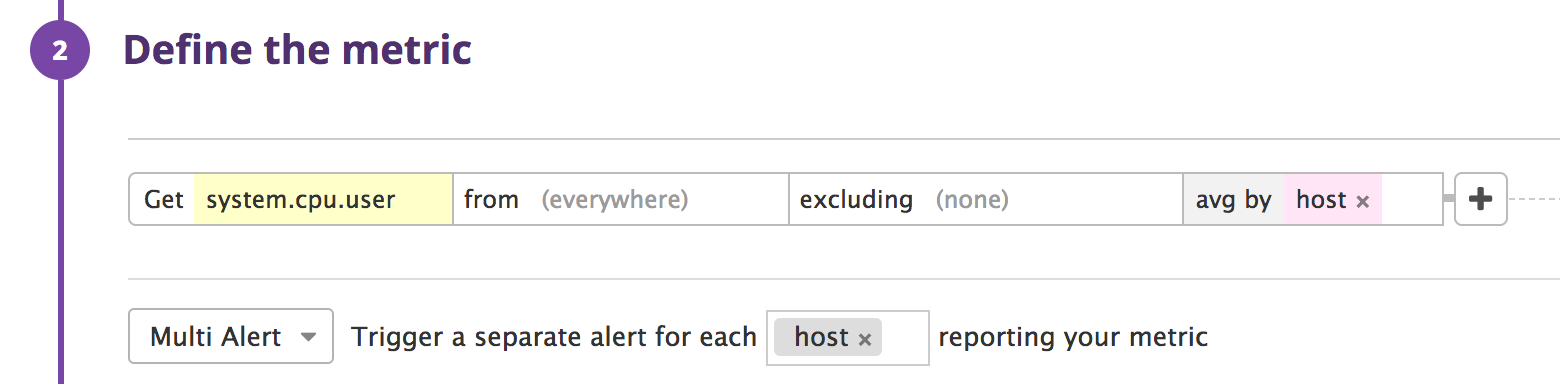 2 Define the metric
Get system.cpu.user from (everywhere) excluding (none) avg by host × +
Multi Alert Trigger a separate alert for each host × reporting your metric